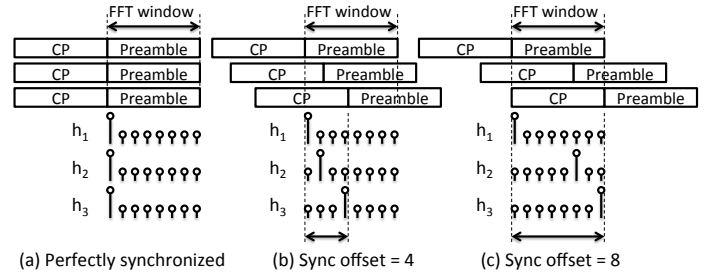 FFT window FFT window FFT window
CP Preamble CP Preamble CP Preamble
CP Preamble CP Preamble CP Preamble
CP Preamble CP Preamble CP Preamble
h1 h1 h1
h2 h2 h2
h3 h3 h3
(a) Perfectly synchronized (b) Sync offset = 4 (c) Sync offset = 8